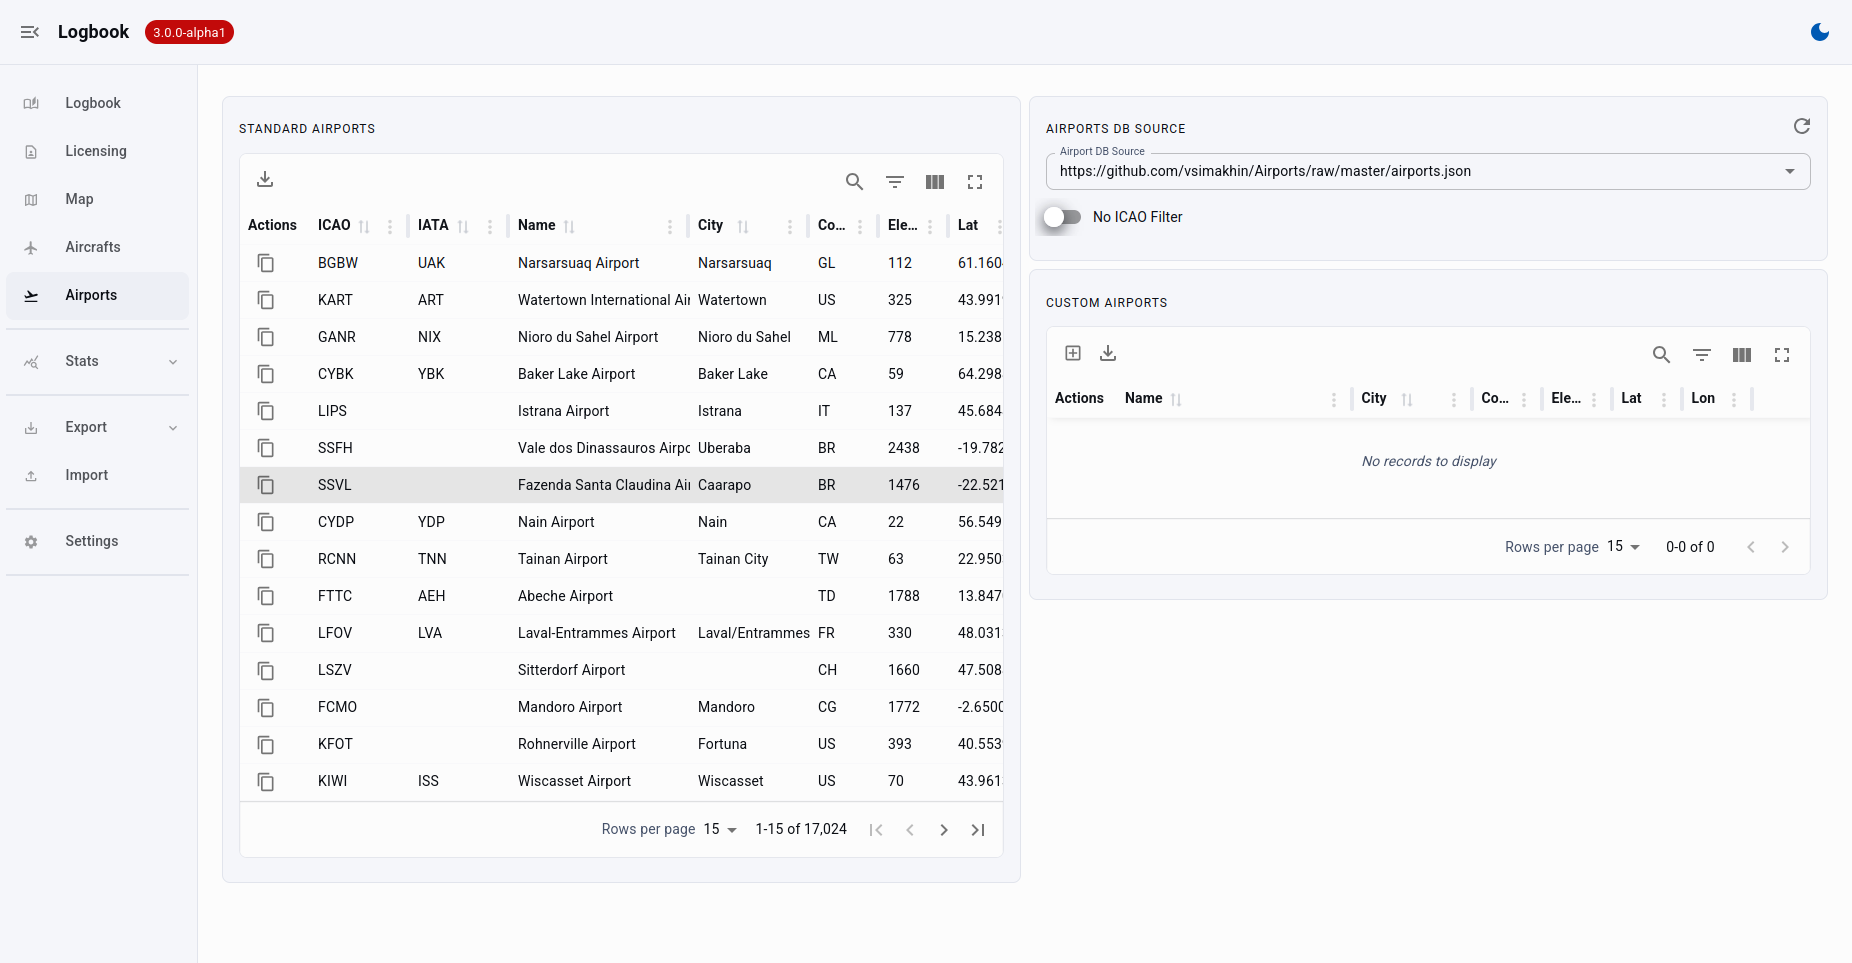 Logbook 3.0.0-alpha1
Logbook
Licensing
Map
Aircrafts
Airports
Stats
Export
Import
Settings
STANDARD AIRPORTS
Actions ICAO IATA Name City Co... Ele... Lat
BGBW UAK Narsarsuaq Airport Narsarsuaq GL 112 61.160
KART ART Watertown International Air Watertown US 325 43.991
GANR NIX Nioro du Sahel Airport Nioro du Sahel ML 778 15.238
CYBK YBK Baker Lake Airport Baker Lake CA 59 64.298
LIPS Istrana Airport Istrana IT 137 45.684
SSFH Vale dos Dinassauros Airpo Uberaba BR 2438 -19.782
SSVL Fazenda Santa Claudina Air Caarapo BR 1476 -22.521
CYDP YDP Nain Airport Nain CA 22 56.549
RCNN TNN Tainan Airport Tainan City TW 63 22.950
FTTC AEH Abeche Airport TD 1788 13.847
LFOV LVA Laval-Entrammes Airport Laval/Entrammes FR 330 48.031
LSZV Sitterdorf Airport CH 1660 47.508
FCMO Mandoro Airport Mandoro CG 1772 -2.6500
KFOT Rohnerville Airport Fortuna US 393 40.553
KIWI ISS Wiscasset Airport Wiscasset US 70 43.961
Rows per page 15 1-15 of 17,024
AIRPORTS DB SOURCE
Airport DB Source
https://github.com/vsimakhin/Airports/raw/master/airports.json
No ICAO Filter
CUSTOM AIRPORTS
Actions Name City Co... Ele... Lat Lon
No records to display
Rows per page 15 0-0 of 0